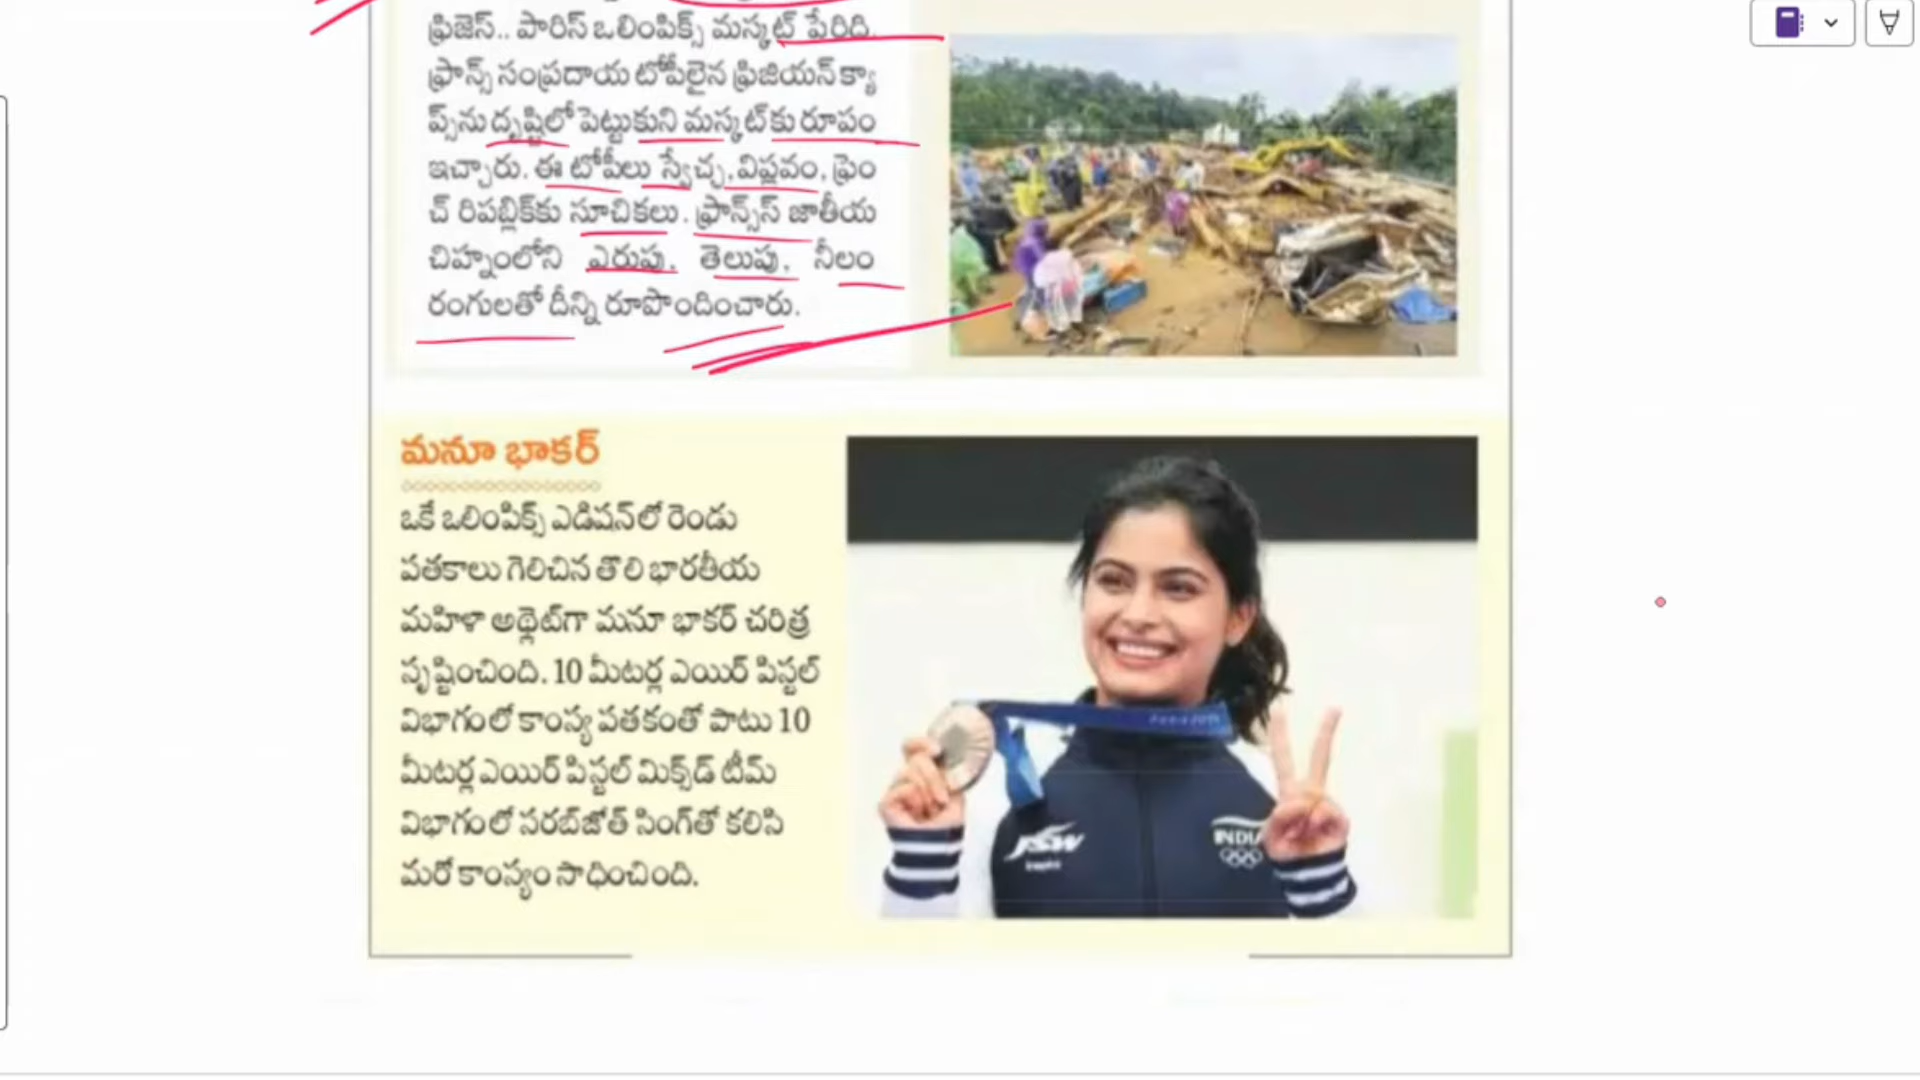 ఫ్రిజెస్.. పారిస్ ఒలింపిక్స్ మస్కట్ పేరిది.
ఫ్రాన్స్ సంప్రదాయ టోపీలైన ఫ్రిజియన్ క్యా
ప్స్‌ను దృష్టిలో పెట్టుకుని మస్కట్‌కు రూపం
ఇచ్చారు. ఈ టోపీలు స్వేచ్ఛ, విప్లవం, ఫ్రెం
చ్ రిపబ్లిక్‌కు సూచికలు. ఫ్రాన్స్‌స్ జాతీయ
చిహ్నంలోని ఎరుపు, తెలుపు, నీలం
రంగులతో దీన్ని రూపొందించారు.
మనూ భాకర్
ఒకే ఒలింపిక్స్ ఎడిషన్‌లో రెండు
పతకాలు గెలిచిన తొలి భారతీయ
మహిళా అథ్లెట్‌గా మనూ భాకర్ చరిత్ర
సృష్టించింది. 10 మీటర్ల ఎయిర్ పిస్టల్
విభాగంలో కాంస్య పతకంతో పాటు 10
మీటర్ల ఎయిర్ పిస్టల్ మిక్స్‌డ్ టీమ్
విభాగంలో సరబ్‌జోత్ సింగ్‌తో కలిసి
మరో కాంస్యం సాధించింది.
JSW
INDIA